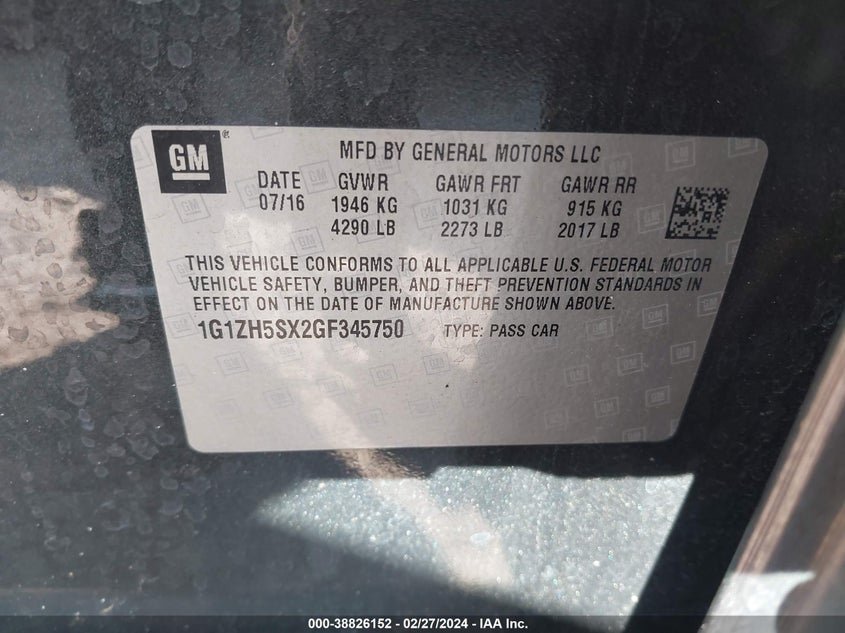 GM
MFD BY GENERAL MOTORS LLC
DATE GVWR GAWR FRT GAWR RR
07/16 1946 KG 1031 KG 915 KG
4290 LB 2273 LB 2017 LB
THIS VEHICLE CONFORMS TO ALL APPLICABLE U.S. FEDERAL MOTOR
VEHICLE SAFETY, BUMPER, AND THEFT PREVENTION STANDARDS IN
EFFECT ON THE DATE OF MANUFACTURE SHOWN ABOVE.
1G1ZH5SX2GF345750 TYPE: PASS CAR
000-38826152 - 02/27/2024 - IAA Inc.